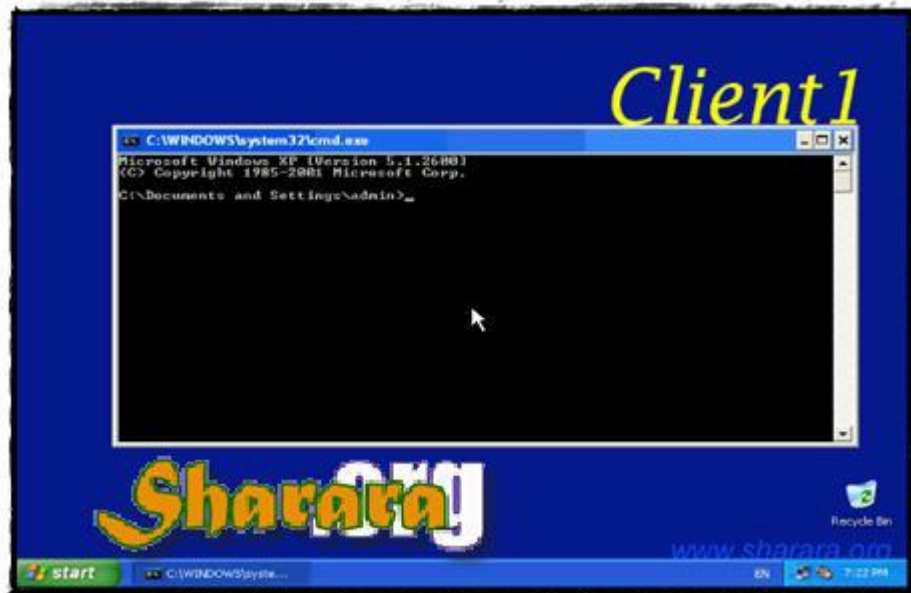 Client1
C:\WINDOWS\system32\cmd.exe
Microsoft Windows XP [Version 5.1.2600]
(C) Copyright 1985-2001 Microsoft Corp.
C:\Documents and Settings\admin>_
Sharara.org
Recycle Bin
www.sharara.org
start
C:\WINDOWS\syste...
EN
7:22 PM